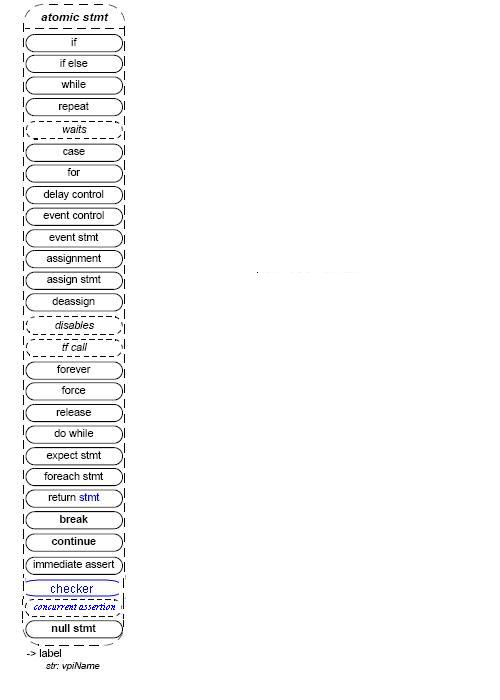 atomic stmt
if
if else
while
repeat
waits
case
for
delay control
event control
event stmt
assignment
assign stmt
deassign
disables
tf call
forever
force
release
do while
expect stmt
foreach stmt
return stmt
break
continue
immediate assert
checker
concurrent assertion
null stmt
-> label
str: vpiName